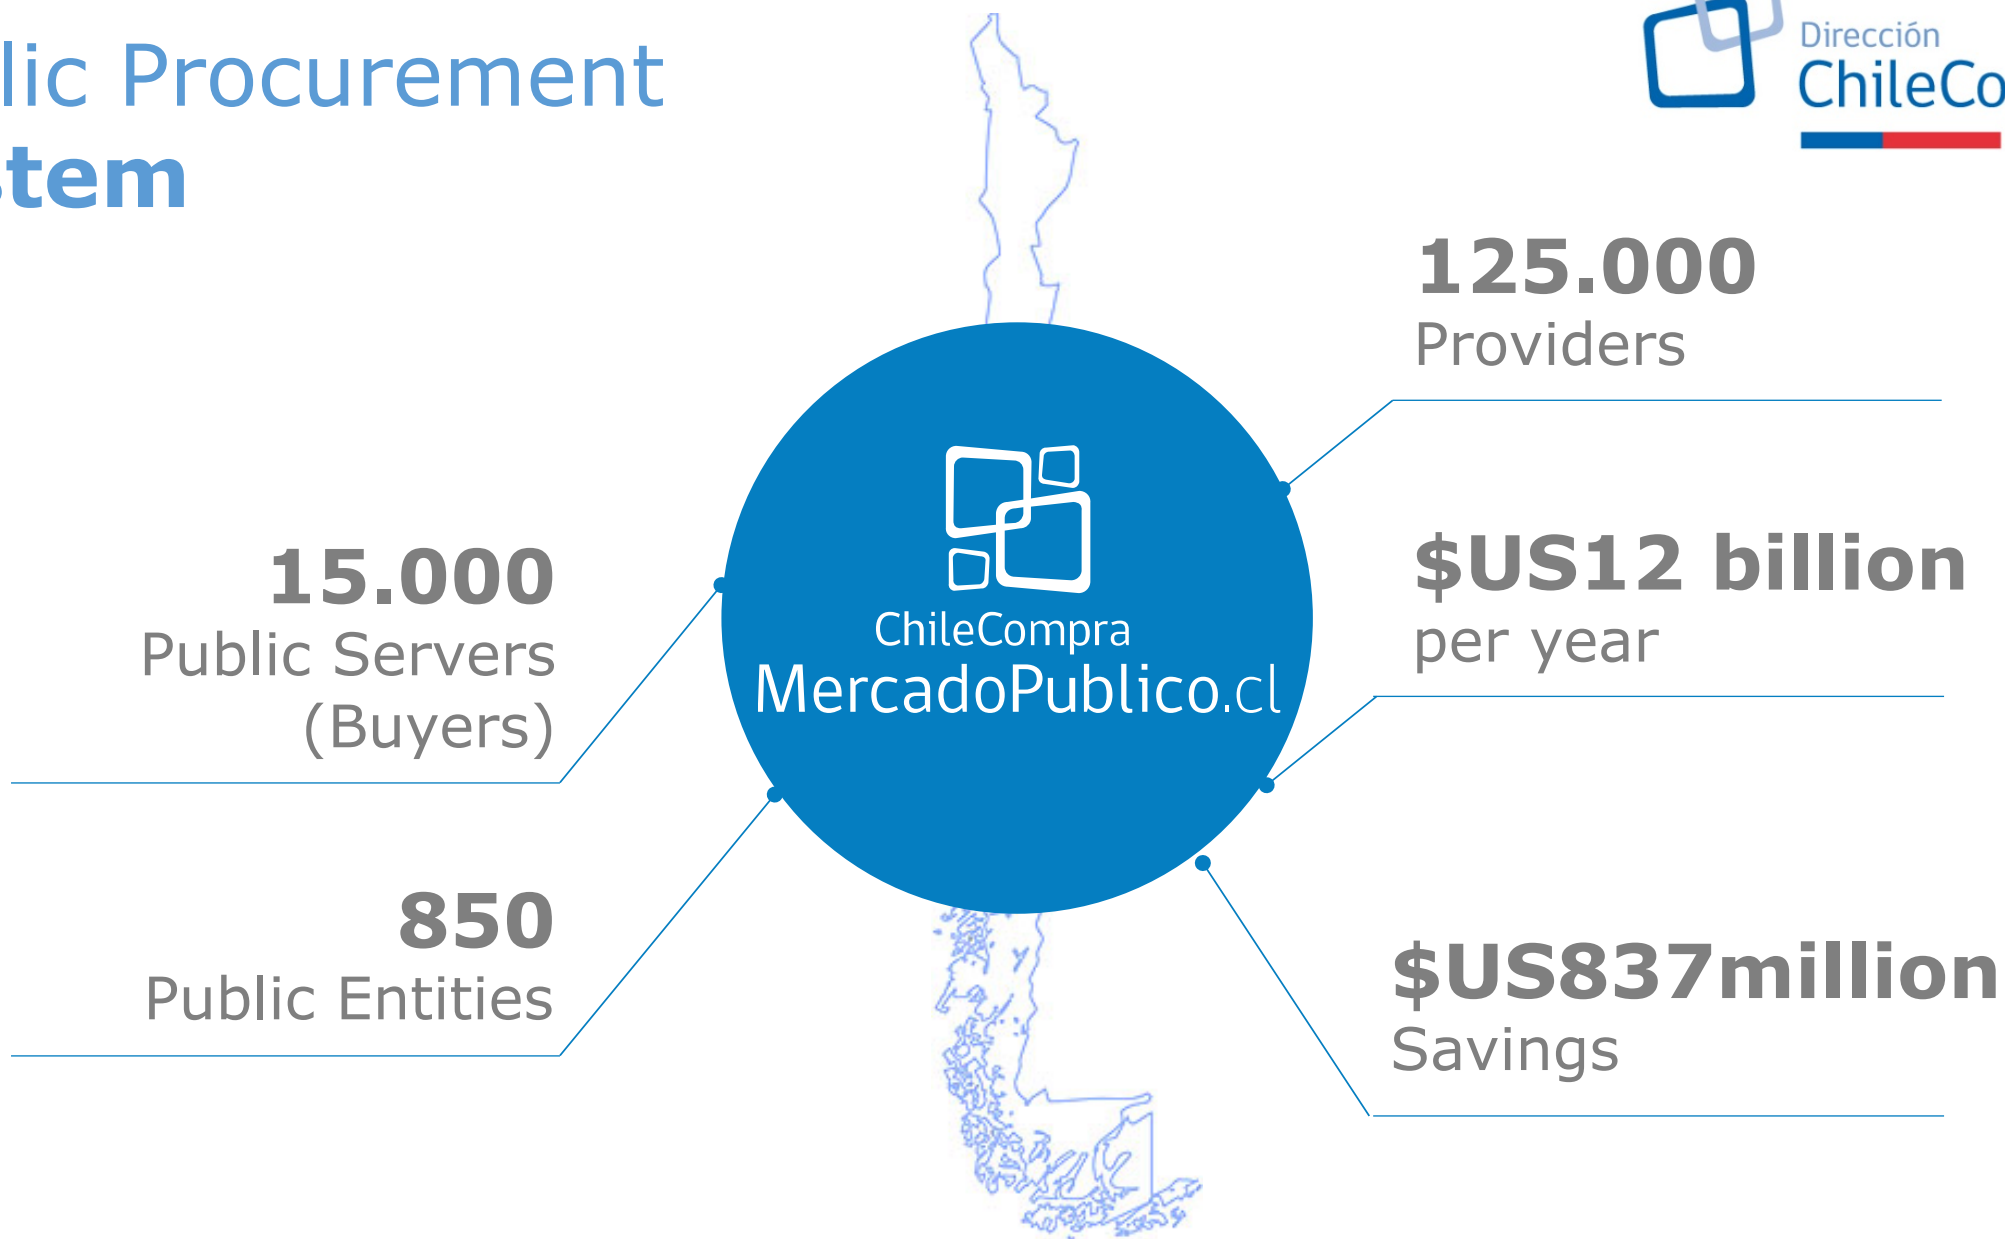 lic Procurement
stem
Dirección
ChileCo
125.000
Providers
$US12 billion
per year
$US837million
Savings
15.000
Public Servers
(Buyers)
850
Public Entities
ChileCompra
MercadoPublico.cl